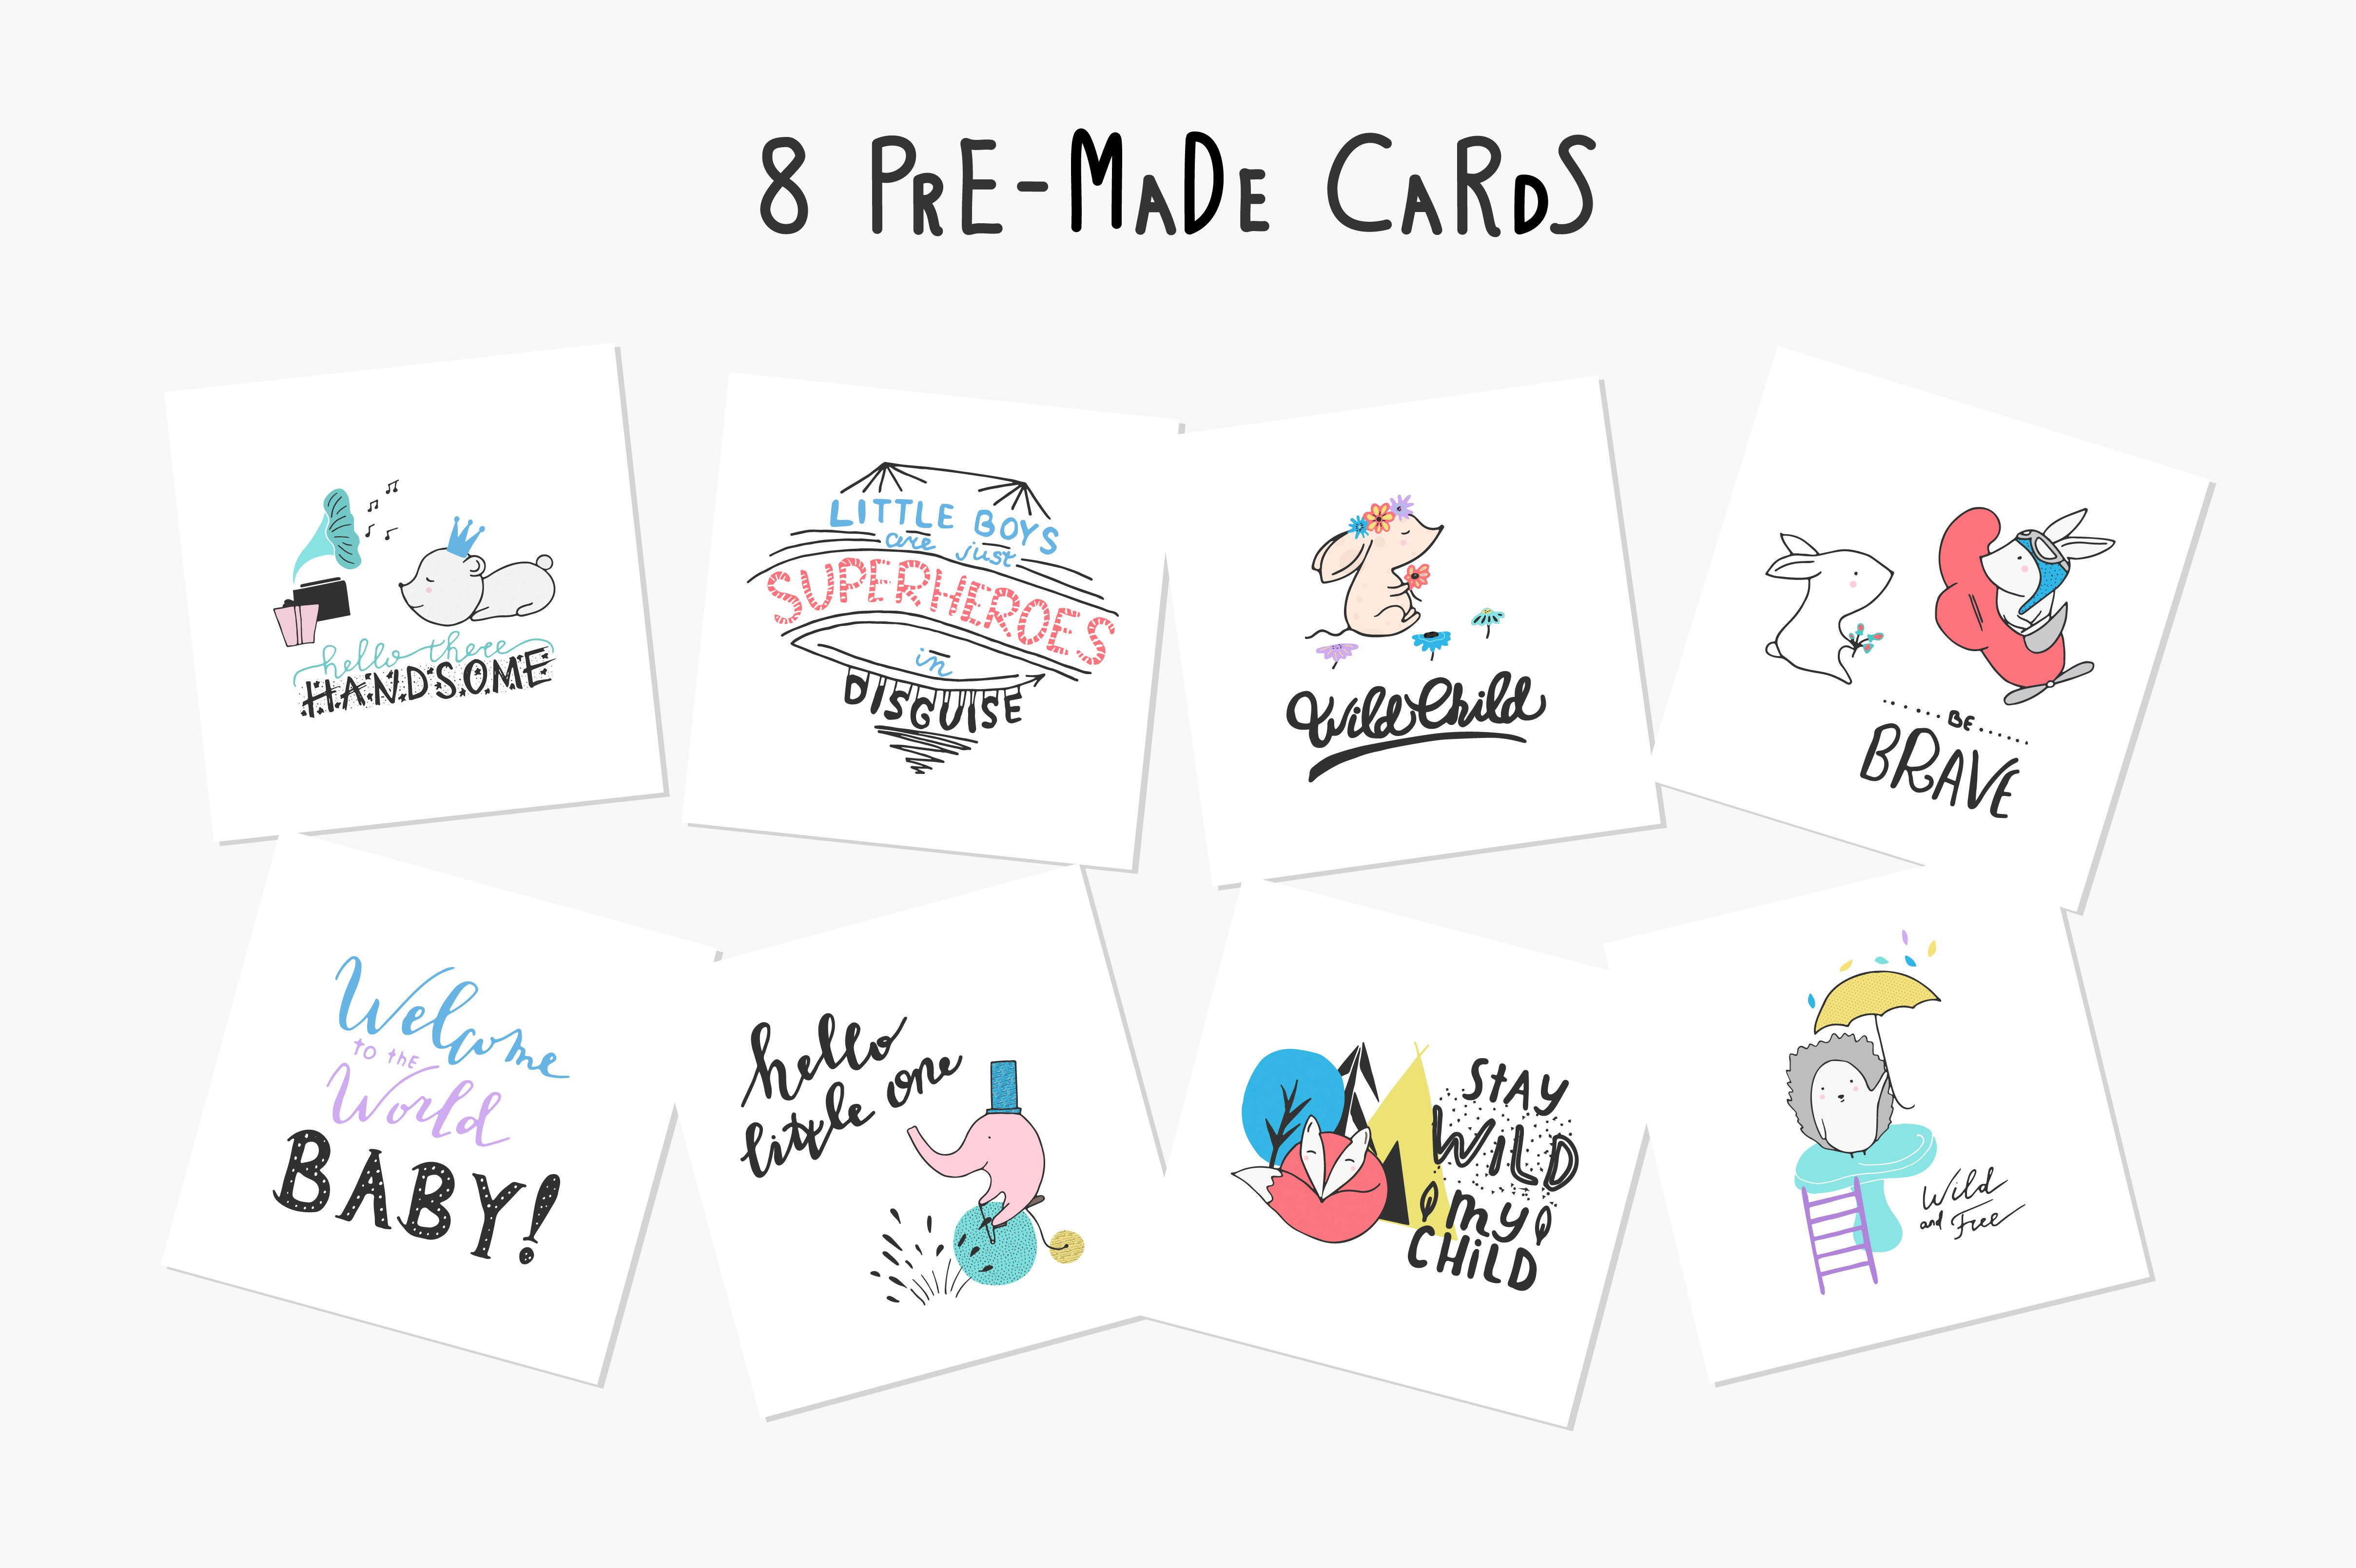 8 PrE-MaDe CaRdS
hello there
HANDSOME
LITTLE BOYS
are just
SUPERHEROES
in
DISGUISE
Wild Child
BE
BRAVE
Welcome
to the
World
BABY!
hello
little one
StAy
WiLD
my
CHiLD
Wild
and Free